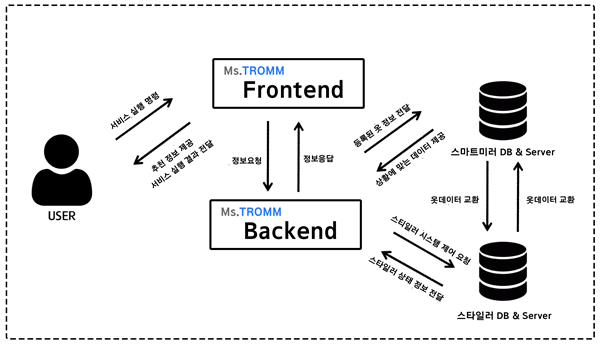 Ms.TROMM
Frontend
서비스 실행 명령
추천 정보 제공
서비스 실행 결과 전달
USER
정보요청
정보응답
등록된 옷 정보 전달
상황에 맞는 데이터 제공
스마트미러 DB & Server
옷데이터 교환
옷데이터 교환
Ms.TROMM
Backend
스타일러 시스템 제어 요청
스타일러 상태 정보 전달
스타일러 DB & Server